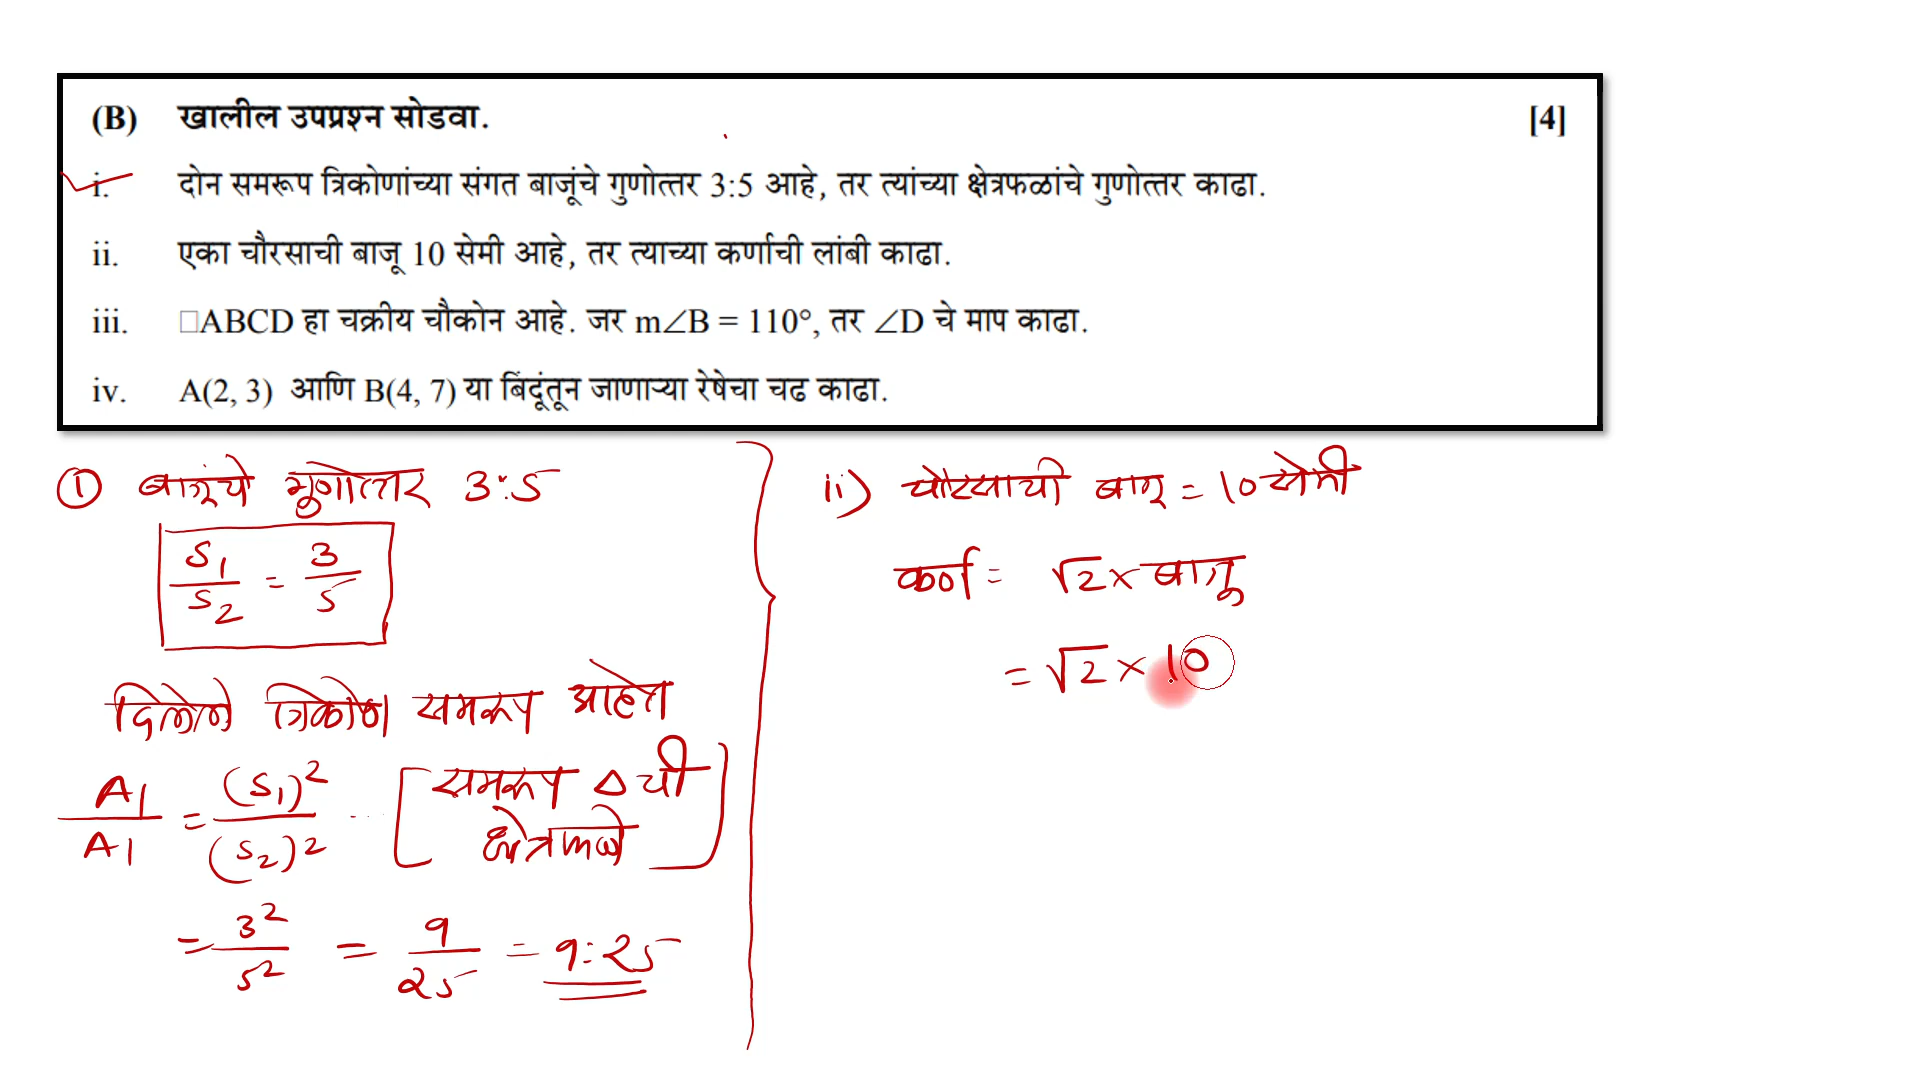 (B) खालील उपप्रश्न सोडवा. [4]
i. दोन समरूप त्रिकोणांच्या संगत बाजूंचे गुणोत्तर 3:5 आहे, तर त्यांच्या क्षेत्रफळांचे गुणोत्तर काढा.
ii. एका चौरसाची बाजू 10 सेमी आहे, तर त्याच्या कर्णाची लांबी काढा.
iii. □ABCD हा चक्रीय चौकोन आहे. जर m∠B = 110°, तर ∠D चे माप काढा.
iv. A(2, 3) आणि B(4, 7) या बिंदूंतून जाणाऱ्या रेषेचा चढ काढा.
① बाजूंचे गुणोत्तर 3:5
S₁/S₂ = 3/5
दिलेले त्रिकोण समरूप आहेत
A1/A1 = (S₁)²/(S₂)² ... [समरूप Δ ची
क्षेत्रफळे]
= 3²/5² = 9/25 = 9:25
ii) चौरसाची बाजू = 10 सेमी
कर्ण = √2 × बाजू
= √2 × 10